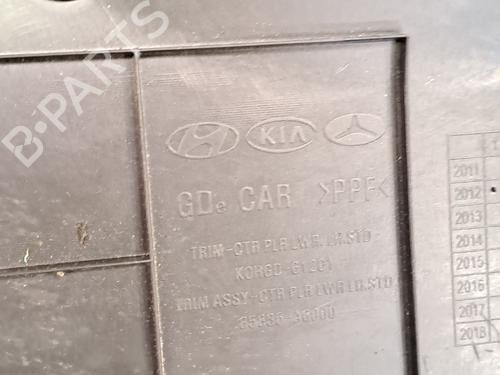 B-PARTS
KIA
GDe CAR >PPF<
TRIM-CTR PLR LWR. LH.STD
TRIM ASSY-CTR PLR LWR LH.STD
2011
2012
2013
2014
2015
2016
2017
2018